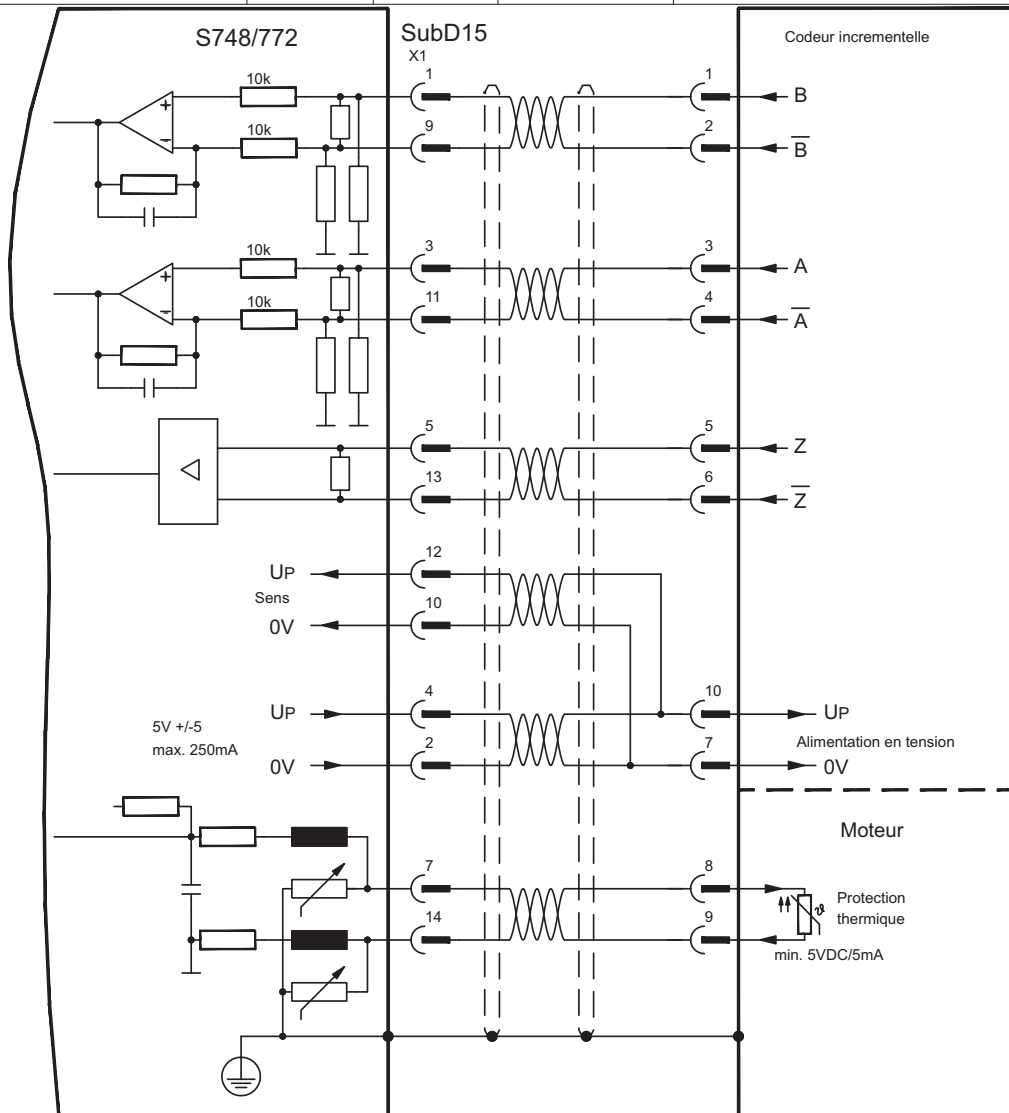 S748/772
SubD15
X1
Codeur incrementelle
10k
1
1
B
10k
9
2
B̅
10k
3
3
A
10k
11
4
A̅
5
5
Z
13
6
Z̅
12
UP
Sens
10
0V
4
10
UP
UP
5V +/-5
max. 250mA
Alimentation en tension
2
7
0V
0V
Moteur
7
8
Protection
thermique
ϑ
14
9
min. 5VDC/5mA